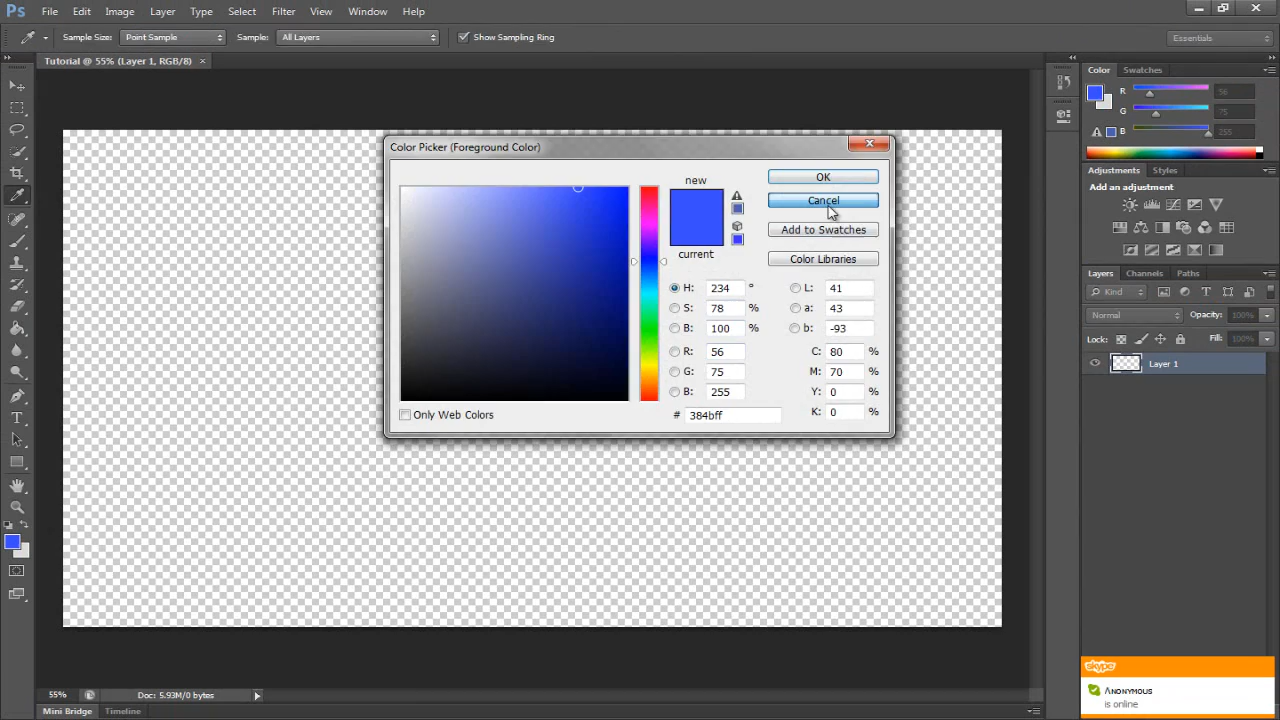 Ps File Edit Image Layer Type Select Filter View Window Help
Sample Size: Point Sample Sample: All Layers Show Sampling Ring Essentials
Tutorial @ 55% (Layer 1, RGB/8) ×
Color Swatches
R 56
G 75
B 255
Adjustments Styles
Add an adjustment
Layers Channels Paths
Kind
Normal Opacity: 100%
Lock: Fill: 100%
Layer 1
Color Picker (Foreground Color)
new
current
OK
Cancel
Add to Swatches
Color Libraries
H: 234 ° L: 41
S: 78 % a: 43
B: 100 % b: -93
R: 56 C: 80 %
G: 75 M: 70 %
B: 255 Y: 0 %
K: 0 %
Only Web Colors # 384bff
skype
Anonymous
is online
55% Doc: 5.93M/0 bytes
Mini Bridge Timeline